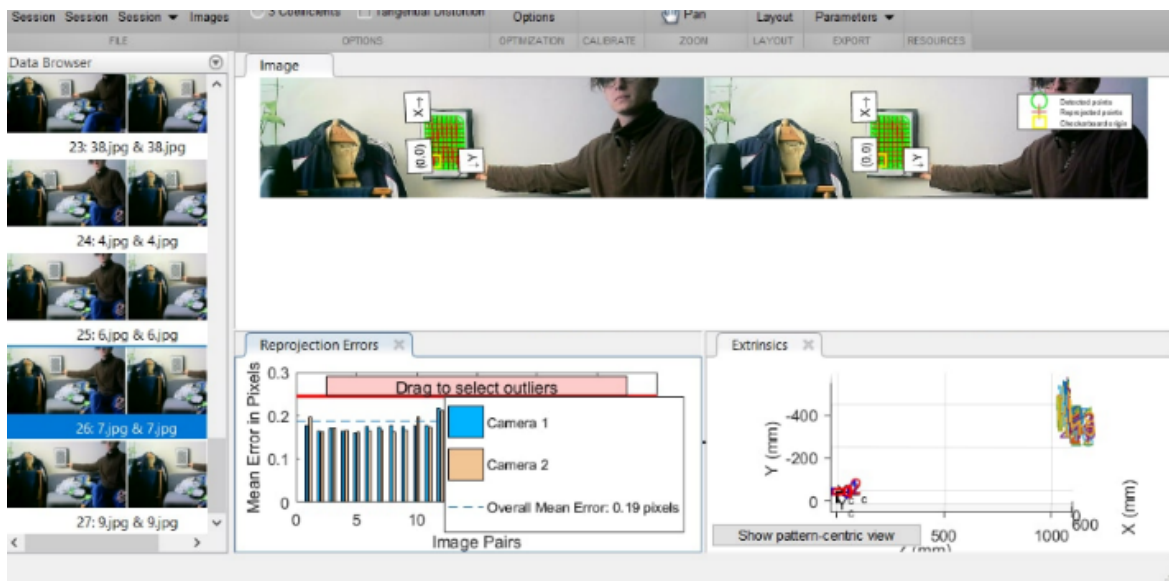 Session Session Session Images
3 Coefficients Tangential Distortion
Options
Pan
Layout
Parameters
FILE
OPTIONS
OPTIMIZATION
CALIBRATE
ZOOM
LAYOUT
EXPORT
RESOURCES
Data Browser
23: 38.jpg & 38.jpg
24: 4.jpg & 4.jpg
25: 6.jpg & 6.jpg
26: 7.jpg & 7.jpg
27: 9.jpg & 9.jpg
Image
X→
(0,0)
Y→
X→
(0,0)
Y→
Detected points
Reprojected points
Checkerboard origin
Reprojection Errors
Mean Error in Pixels
0.3
0.2
0.1
0
Drag to select outliers
Camera 1
Camera 2
Overall Mean Error: 0.19 pixels
0 5 10
Image Pairs
Extrinsics
Y (mm)
-400
-200
0
c
c
500
1000
600
0
X (mm)
Z (mm)
Show pattern-centric view